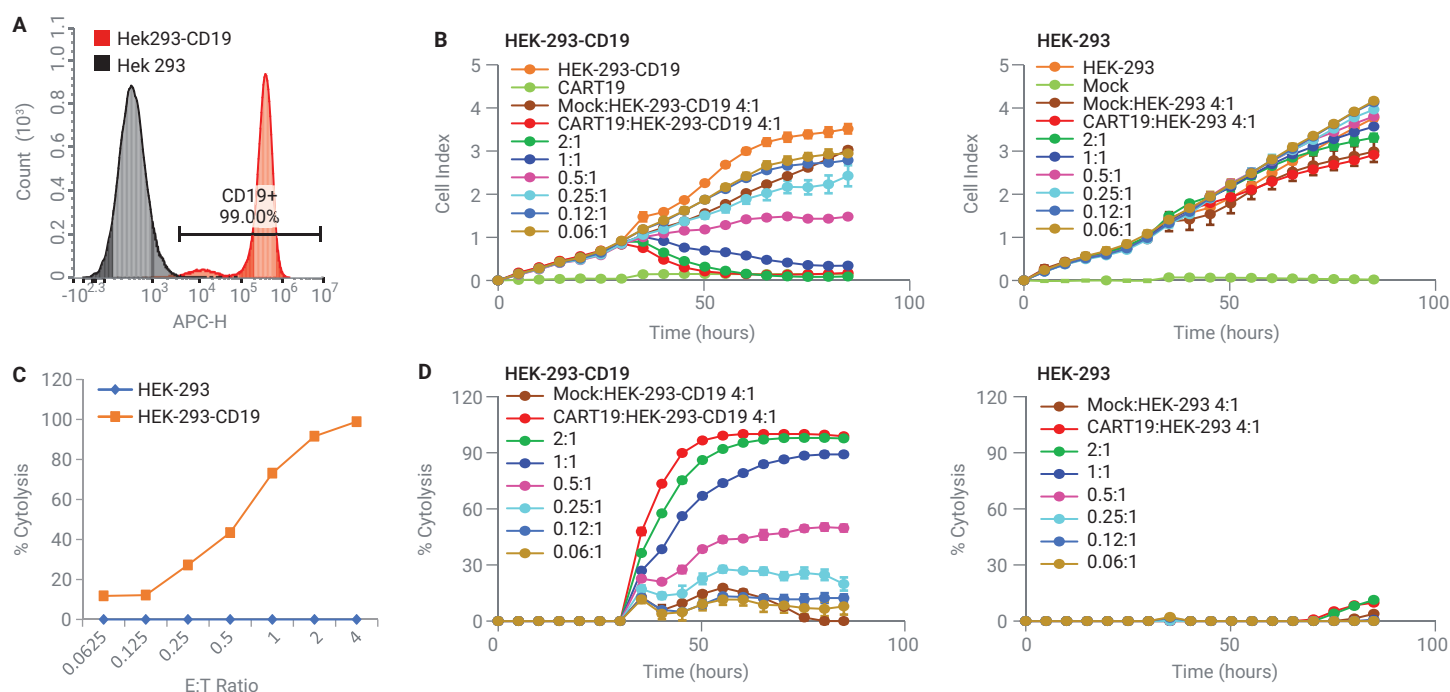 A
Hek293-CD19
Hek 293
Count (10³)
0 0.2 0.4 0.6 0.8 1.0 1.1
CD19+
99.00%
-10^2.3 0 10³ 10⁴ 10⁵ 10⁶ 10⁷
APC-H
B
HEK-293-CD19
Cell Index
5
4
3
2
1
0
HEK-293-CD19
CART19
Mock:HEK-293-CD19 4:1
CART19:HEK-293-CD19 4:1
2:1
1:1
0.5:1
0.25:1
0.12:1
0.06:1
0 50 100
Time (hours)
HEK-293
Cell Index
5
4
3
2
1
0
HEK-293
Mock
Mock:HEK-293 4:1
CART19:HEK-293 4:1
2:1
1:1
0.5:1
0.25:1
0.12:1
0.06:1
0 50 100
Time (hours)
C
% Cytolysis
120
100
80
60
40
20
0
HEK-293
HEK-293-CD19
0.0625 0.125 0.25 0.5 1 2 4
E:T Ratio
D
HEK-293-CD19
% Cytolysis
120
90
60
30
0
Mock:HEK-293-CD19 4:1
CART19:HEK-293-CD19 4:1
2:1
1:1
0.5:1
0.25:1
0.12:1
0.06:1
0 50 100
Time (hours)
HEK-293
% Cytolysis
120
90
60
30
0
Mock:HEK-293 4:1
CART19:HEK-293 4:1
2:1
1:1
0.5:1
0.25:1
0.12:1
0.06:1
0 50 100
Time (hours)